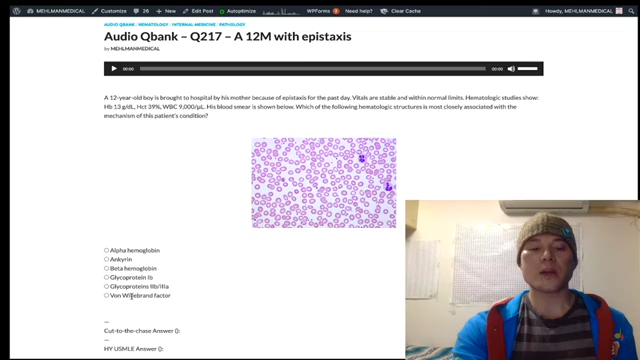 MEHLMANMEDICAL
Customize
26
New
Autoptimize
WPForms
Need help?
Clear Cache
Howdy, MEHLMANMEDICAL
AUDIO QBANK / HEMATOLOGY / INTERNAL MEDICINE / PATHOLOGY
Audio Qbank – Q217 – A 12M with epistaxis
by MEHLMANMEDICAL
00:00 00:00
A 12-year-old boy is brought to hospital by his mother because of epistaxis for the past day. Vitals are stable and within normal limits. Hematologic studies show:
Hb 13 g/dL, Hct 39%, WBC 9,000/μL. His blood smear is shown below. Which of the following hematologic structures is most closely associated with the
mechanism of this patient's condition?
Alpha hemoglobin
Ankyrin
Beta hemoglobin
Glycoprotein Ib
Glycoproteins IIb/IIIa
Von Willebrand factor
—
Cut-to-the-chase Answer ():
—
HY USMLE Answer ():